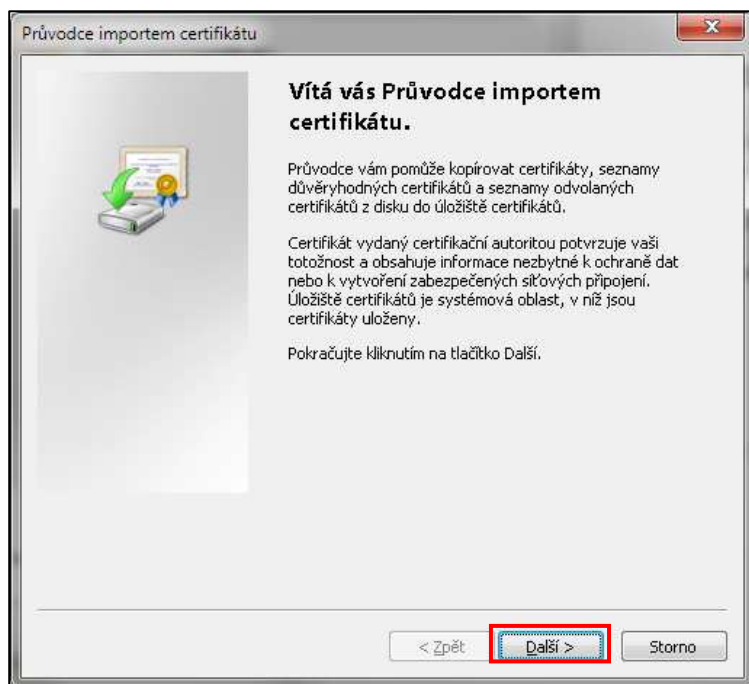 Průvodce importem certifikátu
Vítá vás Průvodce importem
certifikátu.
Průvodce vám pomůže kopírovat certifikáty, seznamy
důvěryhodných certifikátů a seznamy odvolaných
certifikátů z disku do úložiště certifikátů.
Certifikát vydaný certifikační autoritou potvrzuje vaši
totožnost a obsahuje informace nezbytné k ochraně dat
nebo k vytvoření zabezpečených síťových připojení.
Úložiště certifikátů je systémová oblast, v níž jsou
certifikáty uloženy.
Pokračujte kliknutím na tlačítko Další.
< Zpět Další > Storno